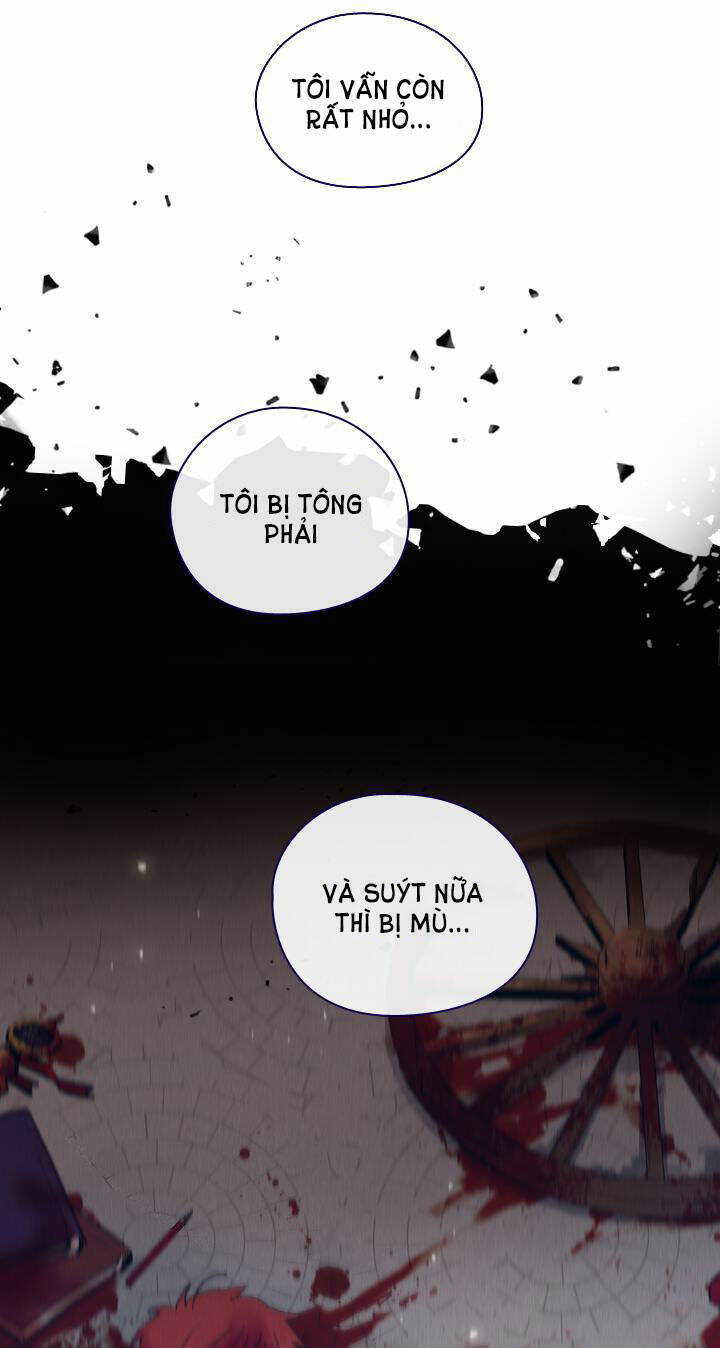 TÔI VẪN CÒN
RẤT NHỎ...
TÔI BỊ TÔNG
PHẢI
VÀ SUÝT NỮA
THÌ BỊ MÙ...